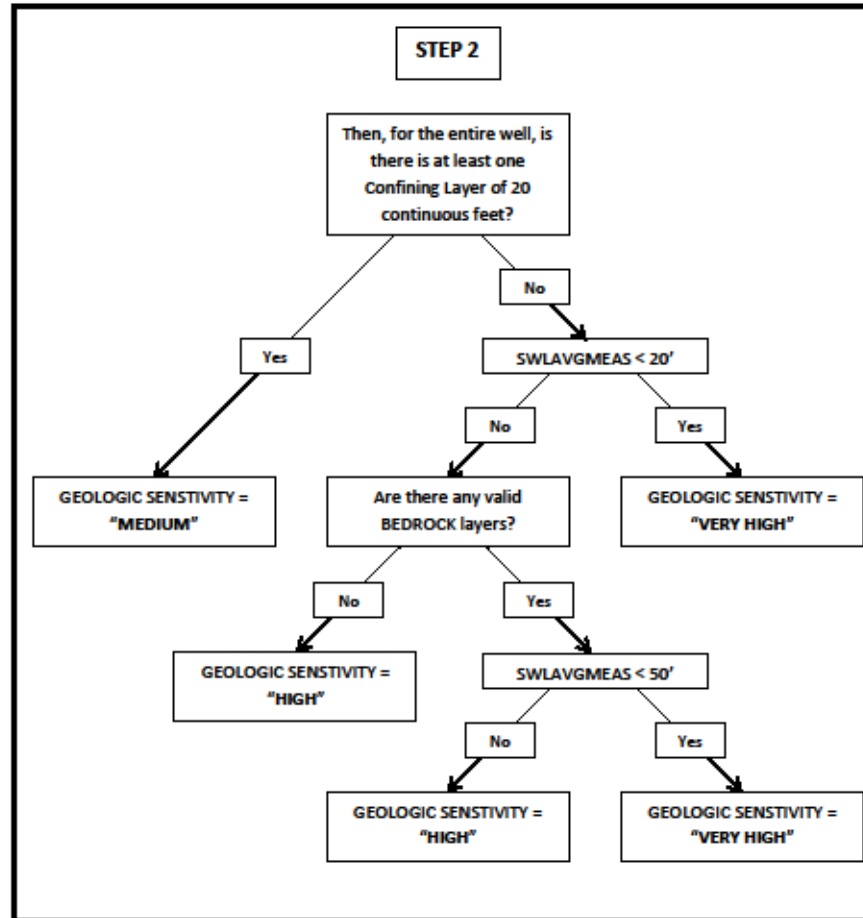 STEP 2
Then, for the entire well, is
there is at least one
Confining Layer of 20
continuous feet?
No
Yes
SWLAVGMEAS < 20'
No
Yes
GEOLOGIC SENSTIVITY =
"MEDIUM"
Are there any valid
BEDROCK layers?
GEOLOGIC SENSTIVITY =
"VERY HIGH"
No
Yes
GEOLOGIC SENSTIVITY =
"HIGH"
SWLAVGMEAS < 50'
No
Yes
GEOLOGIC SENSTIVITY =
"HIGH"
GEOLOGIC SENSTIVITY =
"VERY HIGH"